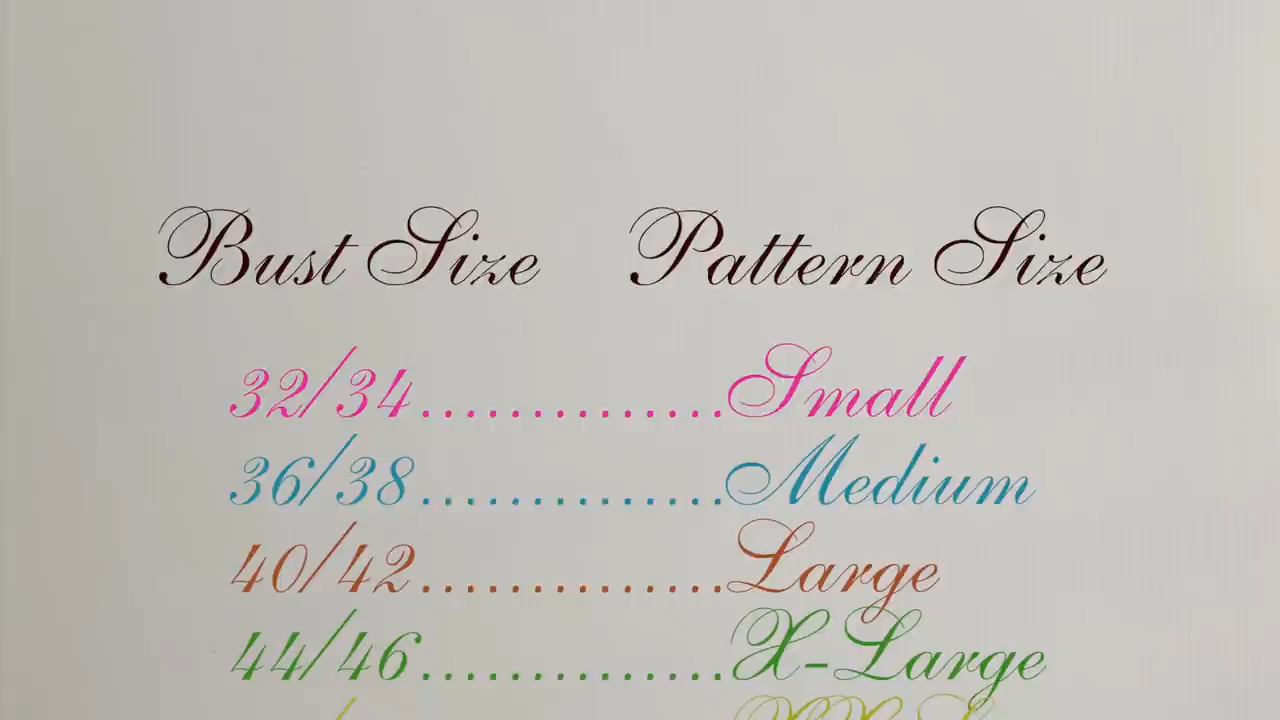 Bust Size Pattern Size
32/34..............Small
36/38..............Medium
40/42..............Large
44/46..............X-Large